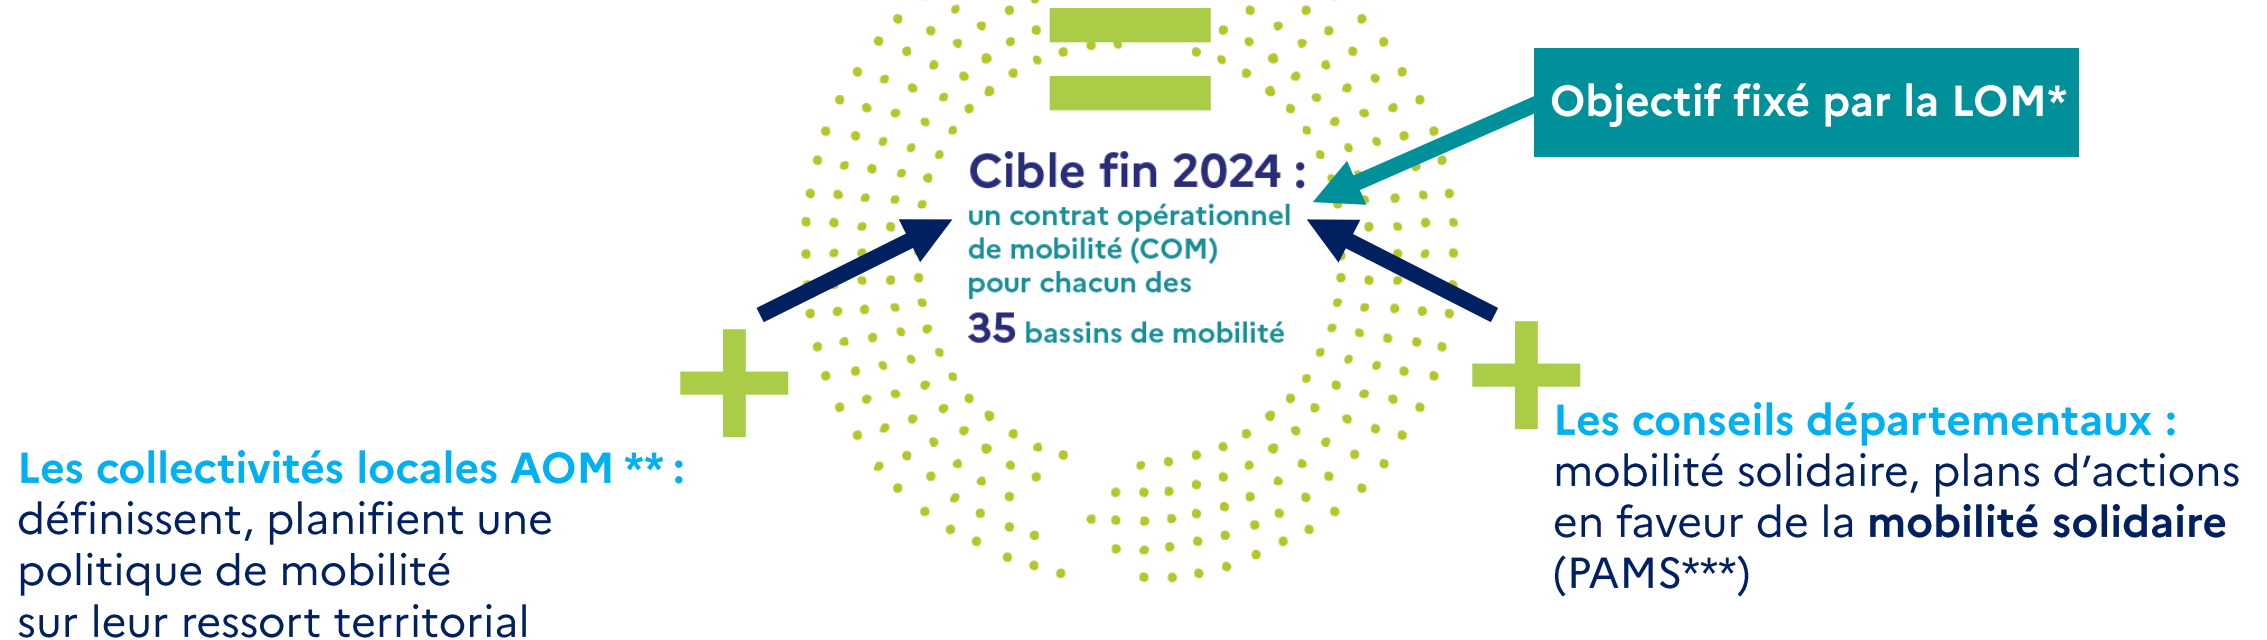 Objectif fixé par la LOM*
Cible fin 2024 :
un contrat opérationnel
de mobilité (COM)
pour chacun des
35 bassins de mobilité
Les collectivités locales AOM ** :
définissent, planifient une
politique de mobilité
sur leur ressort territorial
Les conseils départementaux :
mobilité solidaire, plans d’actions
en faveur de la mobilité solidaire
(PAMS***)